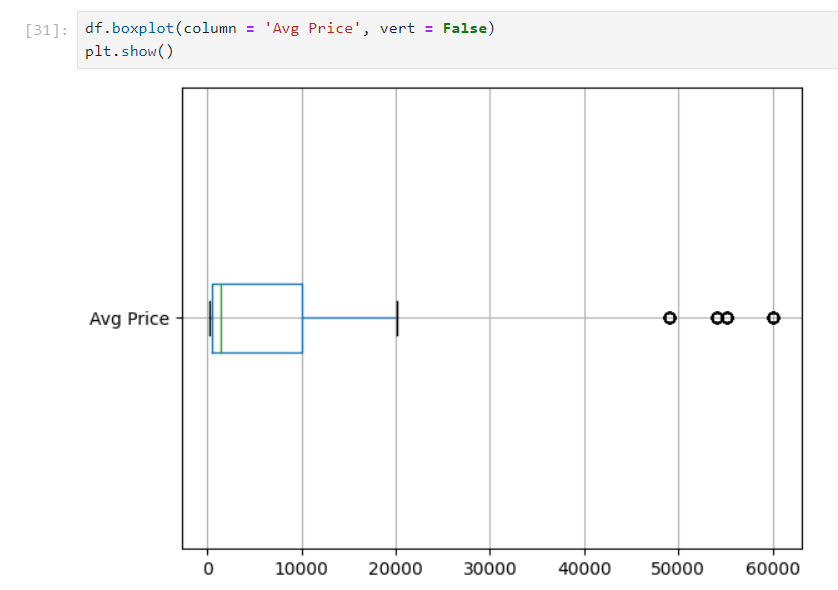 [31]: df.boxplot(column = 'Avg Price', vert = False)
plt.show()
Avg Price
0 10000 20000 30000 40000 50000 60000